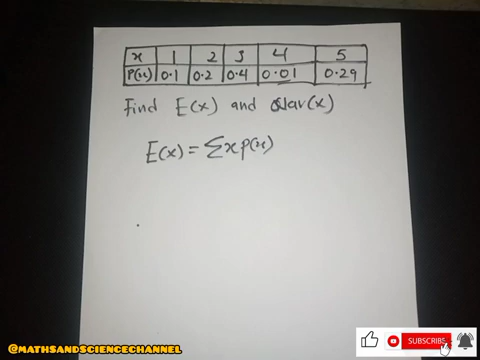 x 1 2 3 4 5
P(x) 0.1 0.2 0.4 0.01 0.29
Find E(x) and Var(x)
E(x) = ∑xp(x)
@MATHSANDSCIENCECHANNEL
SUBSCRIBE